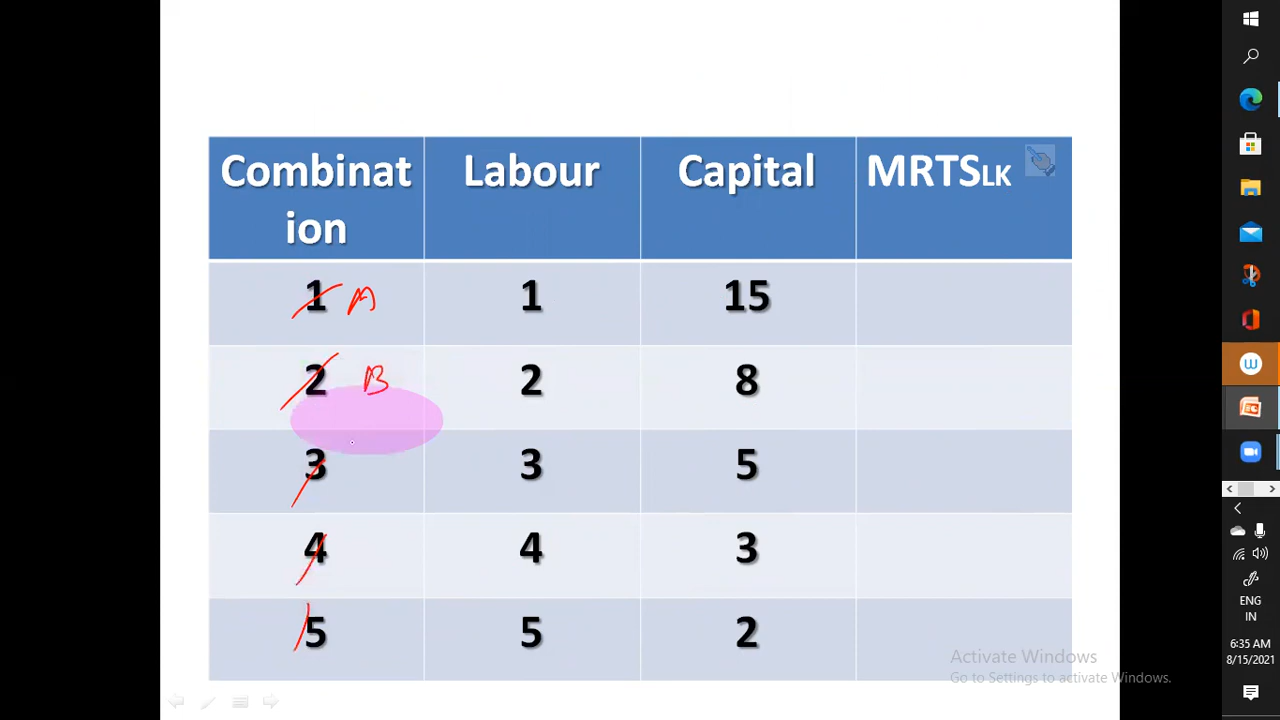 Combinat
ion
Labour
Capital
MRTSLK
1 A 1 15
2 B 2 8
3 3 5
4 4 3
5 5 2
Activate Windows
Go to Settings to activate Windows.
ENG
IN
6:35 AM
8/15/2021